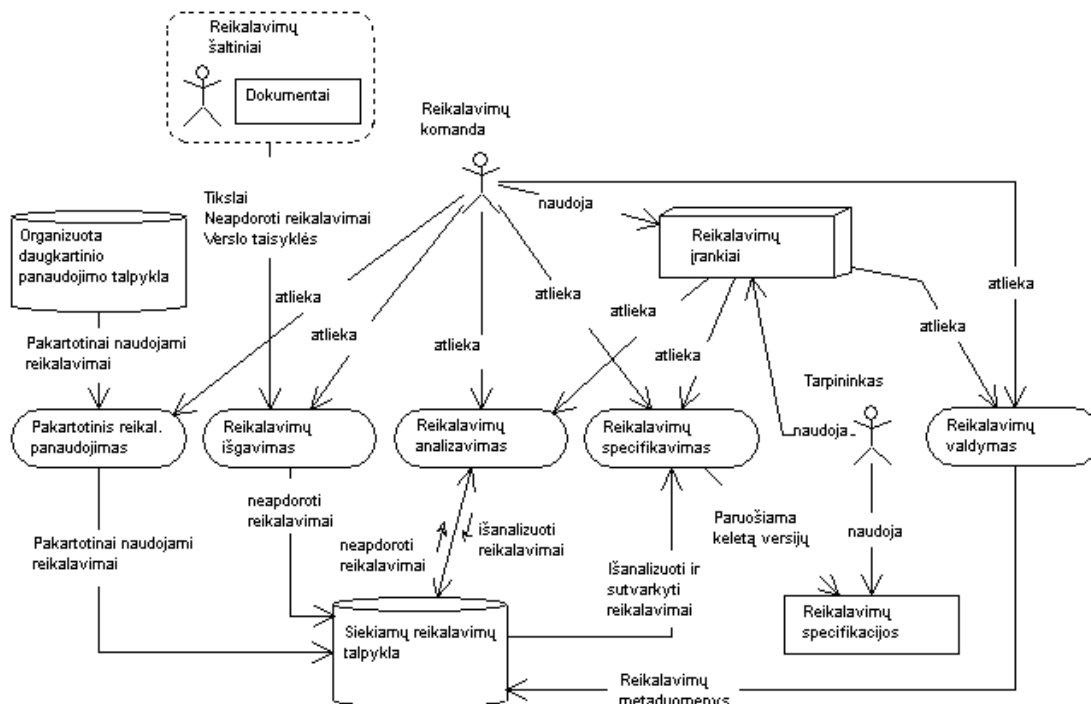 Reikalavimų
šaltiniai
Dokumentai
Reikalavimų
komanda
Tikslai
Neapdoroti reikalavimai
Verslo taisyklės
naudoja
Organizuota
daugkartinio
panaudojimo talpykla
Reikalavimų
įrankiai
atlieka
atlieka
atlieka
atlieka
atlieka
atlieka
atlieka
atlieka
Pakartotinai naudojami
reikalavimai
Tarpininkas
Pakartotinis reikal.
panaudojimas
Reikalavimų
išgavimas
Reikalavimų
analizavimas
Reikalavimų
specifikavimas
naudoja
Reikalavimų
valdymas
neapdoroti
reikalavimai
Pakartotinai naudojami
reikalavimai
neapdoroti
reikalavimai
išanalizuoti
reikalavimai
Paruošiama
keletą versijų
naudoja
Išanalizuoti ir
sutvarkyti
reikalavimai
Siekiamų reikalavimų
talpykla
Reikalavimų
specifikacijos
Reikalavimų
metaduomenys